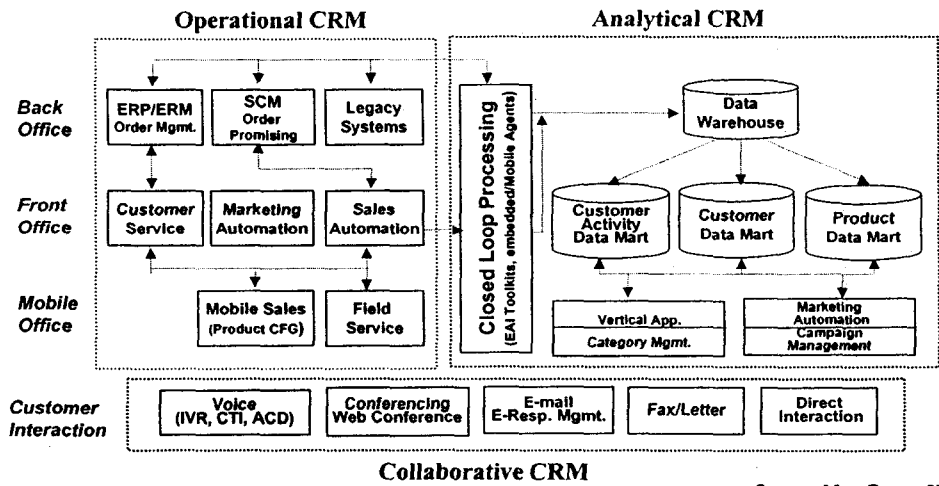 Operational CRM
Analytical CRM
Back
Office
ERP/ERM
Order Mgmt.
SCM
Order
Promising
Legacy
Systems
Closed Loop Processing
(EAI Toolkits, embedded/Mobile Agents)
Data
Warehouse
Front
Office
Customer
Service
Marketing
Automation
Sales
Automation
Customer
Activity
Data Mart
Customer
Data Mart
Product
Data Mart
Mobile
Office
Mobile Sales
(Product CFG)
Field
Service
Vertical App.
Category Mgmt.
Marketing
Automation
Campaign
Management
Customer
Interaction
Voice
(IVR, CTI, ACD)
Conferencing
Web Conference
E-mail
E-Resp. Mgmt.
Fax/Letter
Direct
Interaction
Collaborative CRM